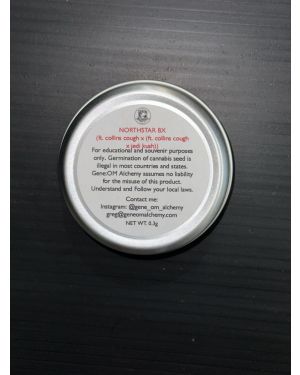 NORTHSTAR BX
(ft. collins cough x (ft. collins cough
x jedi kush))
For educational and souvenir purposes
only. Germination of cannabis seed is
illegal in most countries and states.
Gene:OM Alchemy assumes no liability
for the misuse of this product.
Understand and Follow your local laws.
Contact me:
Instagram: @gene_om_alchemy
greg@geneomalchemy.com
NET WT. 0.3g